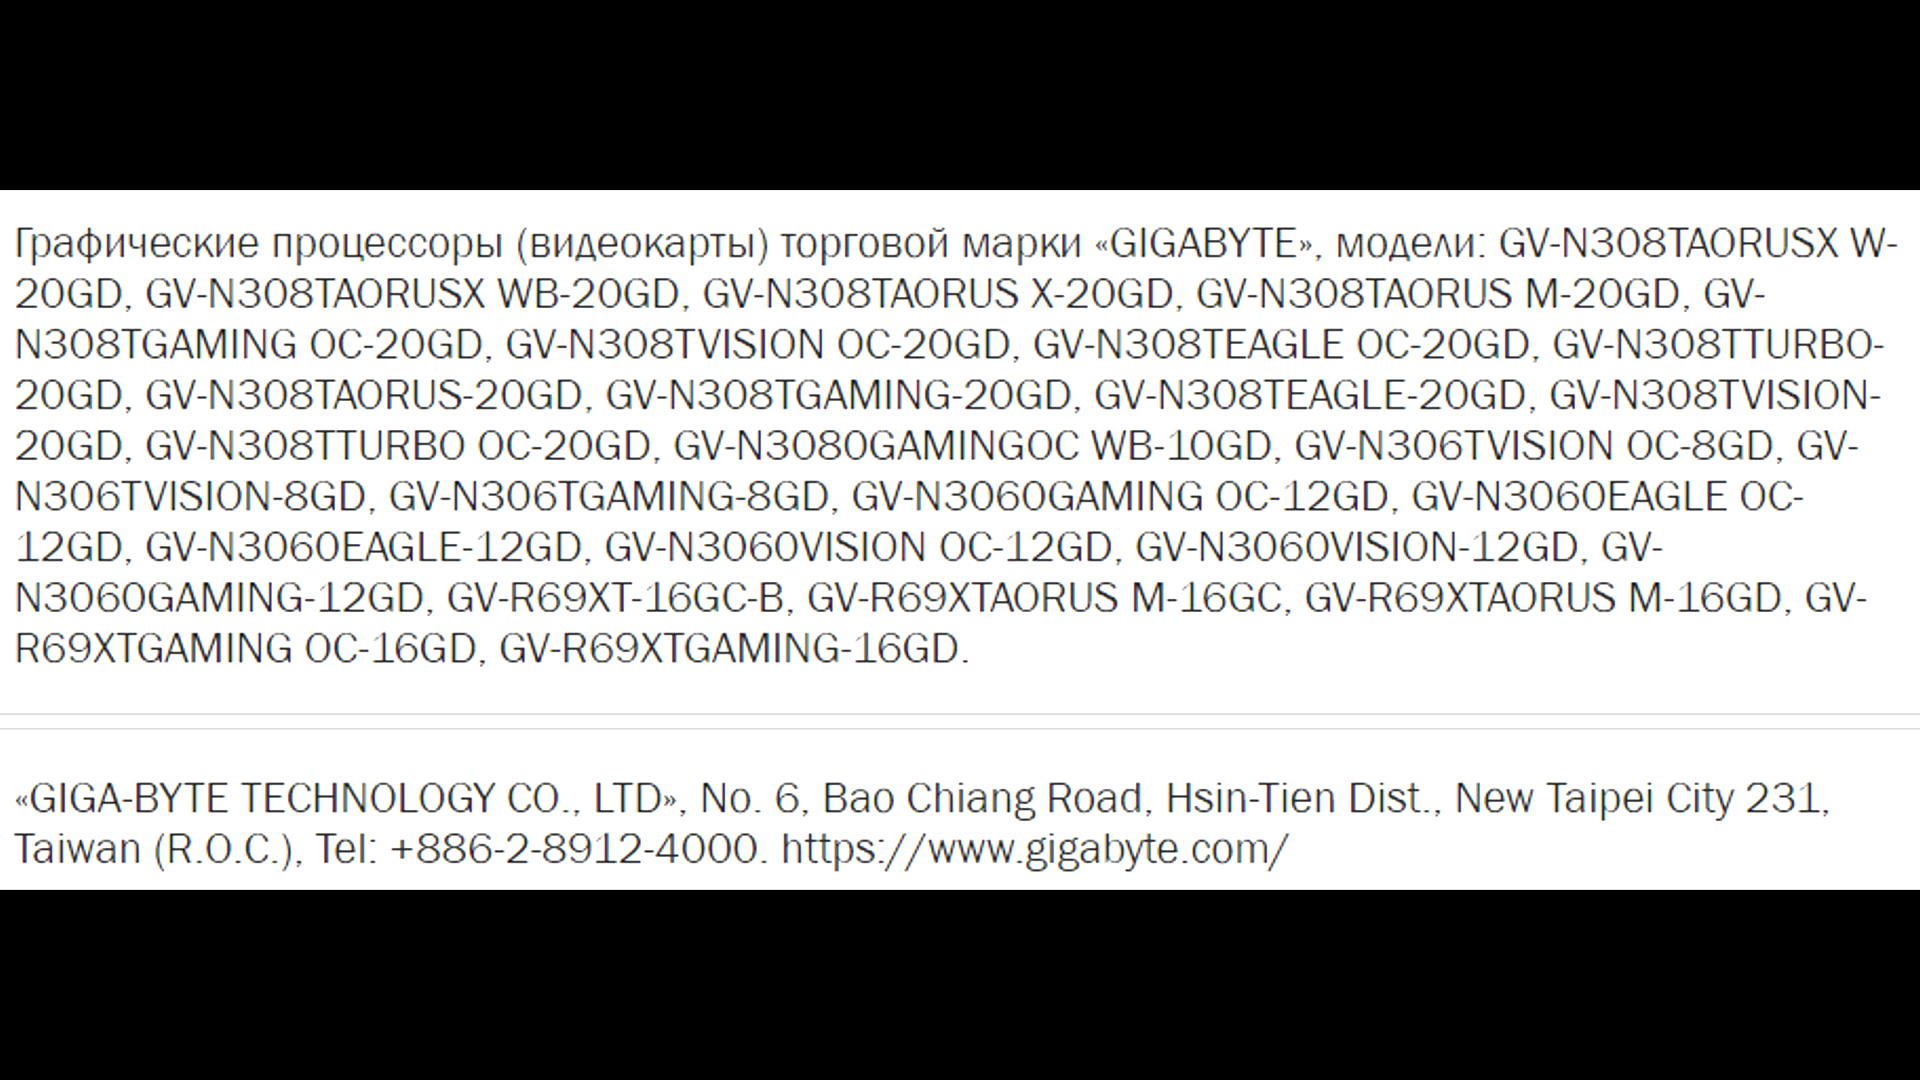 Графические процессоры (видеокарты) торговой марки «GIGABYTE», модели: GV-N308TAORUSX W-
20GD, GV-N308TAORUSX WB-20GD, GV-N308TAORUS X-20GD, GV-N308TAORUS M-20GD, GV-
N308TGAMING OC-20GD, GV-N308TVISION OC-20GD, GV-N308TEAGLE OC-20GD, GV-N308TTURBO-
20GD, GV-N308TAORUS-20GD, GV-N308TGAMING-20GD, GV-N308TEAGLE-20GD, GV-N308TVISION-
20GD, GV-N308TTURBO OC-20GD, GV-N3080GAMINGOC WB-10GD, GV-N306TVISION OC-8GD, GV-
N306TVISION-8GD, GV-N306TGAMING-8GD, GV-N3060GAMING OC-12GD, GV-N3060EAGLE OC-
12GD, GV-N3060EAGLE-12GD, GV-N3060VISION OC-12GD, GV-N3060VISION-12GD, GV-
N3060GAMING-12GD, GV-R69XT-16GC-B, GV-R69XTAORUS M-16GC, GV-R69XTAORUS M-16GD, GV-
R69XTGAMING OC-16GD, GV-R69XTGAMING-16GD.
«GIGA-BYTE TECHNOLOGY CO., LTD», No. 6, Bao Chiang Road, Hsin-Tien Dist., New Taipei City 231,
Taiwan (R.O.C.), Tel: +886-2-8912-4000. https://www.gigabyte.com/